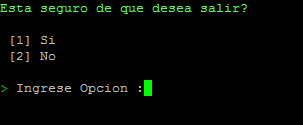 Esta seguro de que desea salir?
[1] Si
[2] No
> Ingrese Opcion :